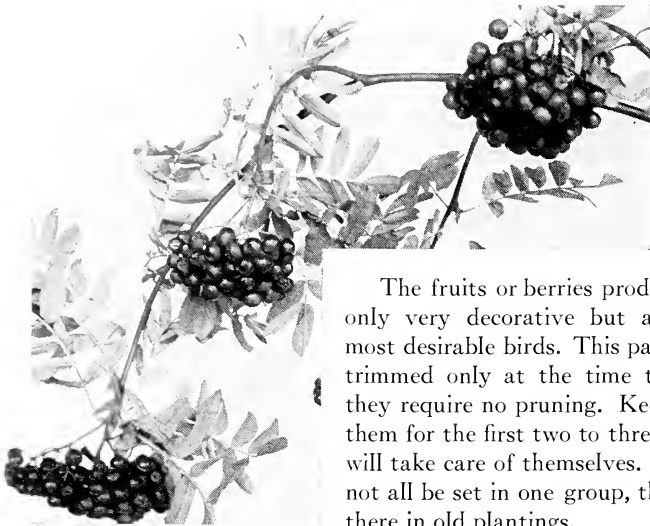 The fruits or berries prod
only very decorative but a
most desirable birds. This pa
trimmed only at the time t
they require no pruning. Ke
them for the first two to thre
will take care of themselves.
not all be set in one group, th
there in old plantings.